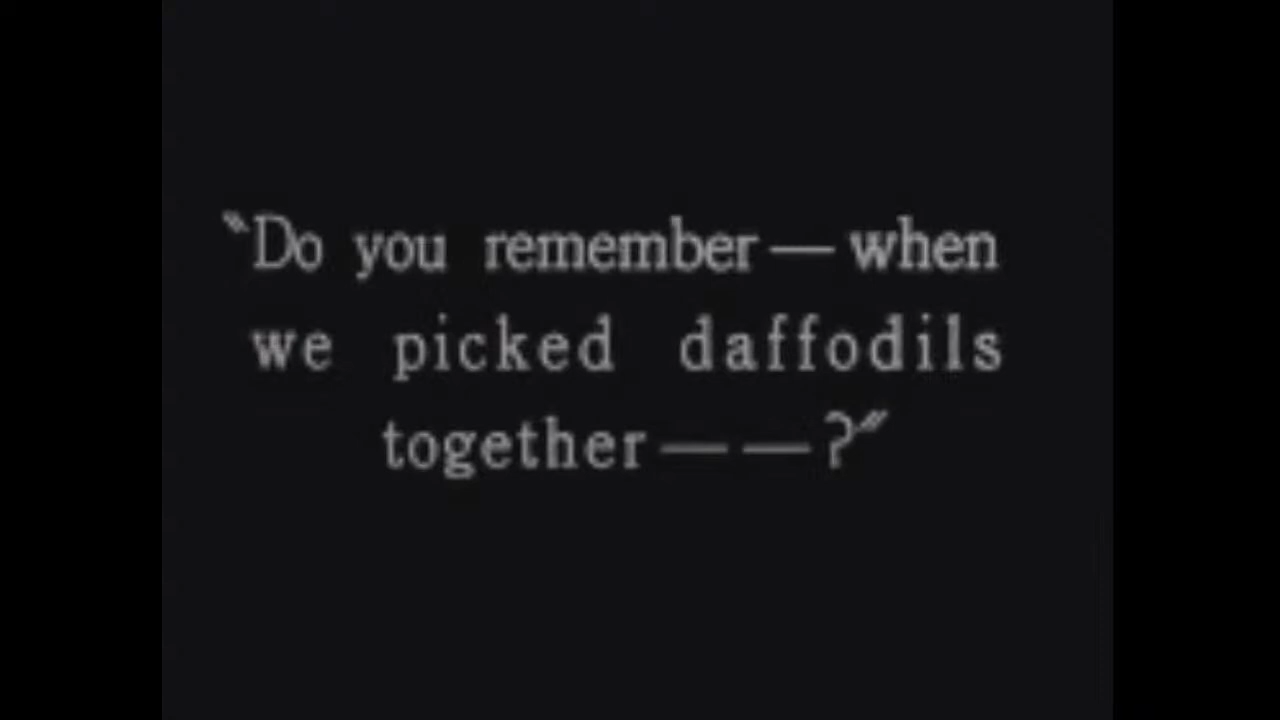 “Do you remember — when
we picked daffodils
together — — ?”